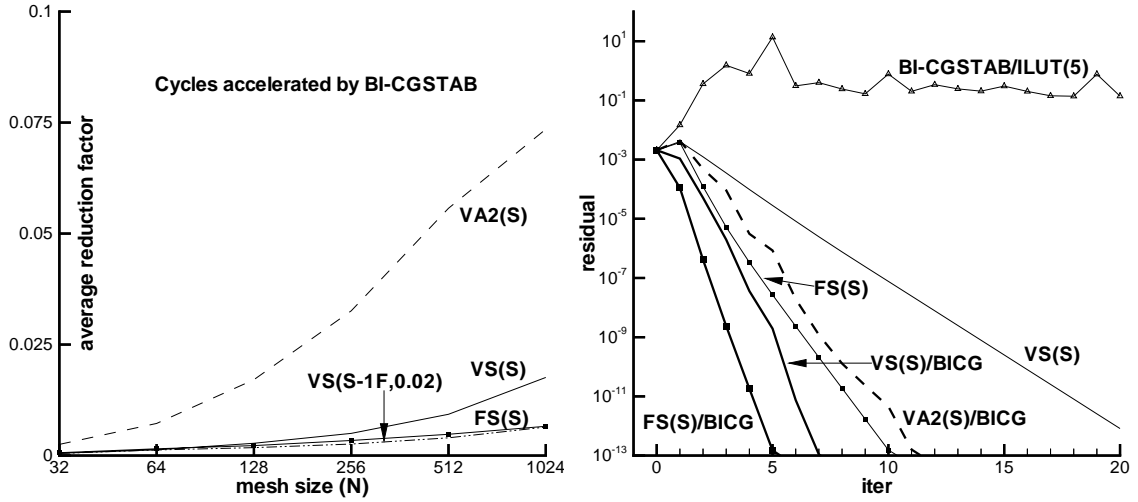 0.1
0.075
0.05
0.025
0
average reduction factor
Cycles accelerated by BI-CGSTAB
VA2(S)
VS(S-1F,0.02)
VS(S)
FS(S)
32
64
128
256
512
1024
mesh size (N)
10^1
10^-1
10^-3
10^-5
10^-7
10^-9
10^-11
10^-13
residual
BI-CGSTAB/ILUT(5)
FS(S)
VS(S)
VS(S)/BICG
FS(S)/BICG
VA2(S)/BICG
0
5
10
15
20
iter